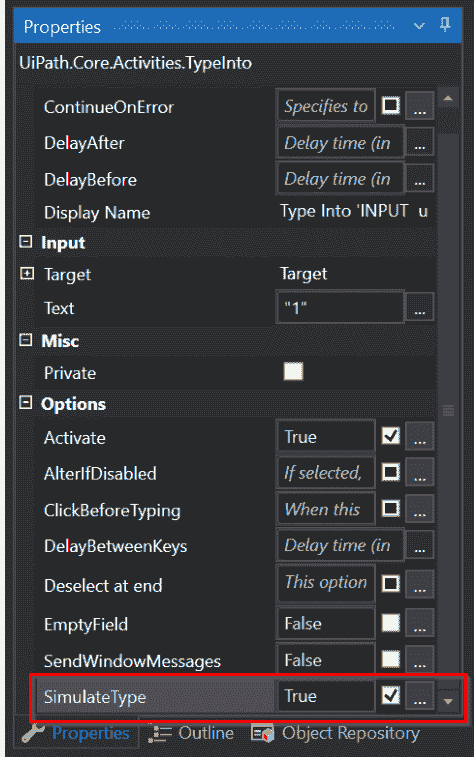 Properties
UiPath.Core.Activities.TypeInto
ContinueOnError Specifies to ...
DelayAfter Delay time (in ...
DelayBefore Delay time (in ...
Display Name Type Into 'INPUT u
Input
Target Target
Text "1" ...
Misc
Private
Options
Activate True ...
AlterIfDisabled If selected, ...
ClickBeforeTyping When this ...
DelayBetweenKeys Delay time (in ...
Deselect at end This option ...
EmptyField False ...
SendWindowMessages False ...
SimulateType True ...
Properties Outline Object Repository